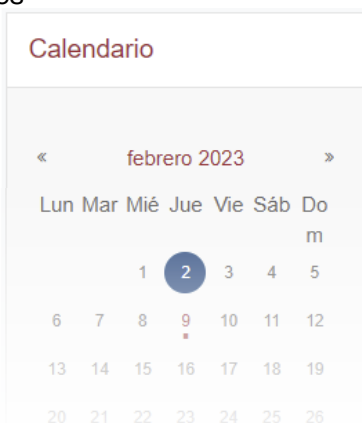 Calendario
« febrero 2023 »
Lun Mar Mié Jue Vie Sáb Do
m
1 2 3 4 5
6 7 8 9 10 11 12
13 14 15 16 17 18 19
20 21 22 23 24 25 26